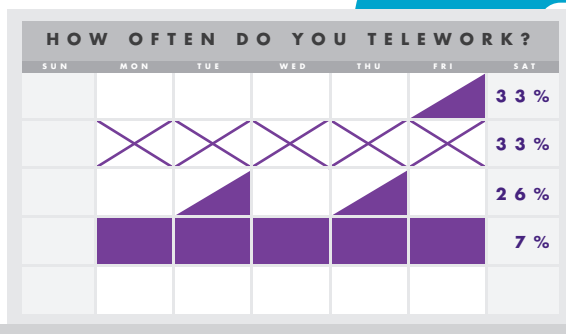 HOW OFTEN DO YOU TELEWORK?
SUN MON TUE WED THU FRI SAT
33%
33%
26%
7%